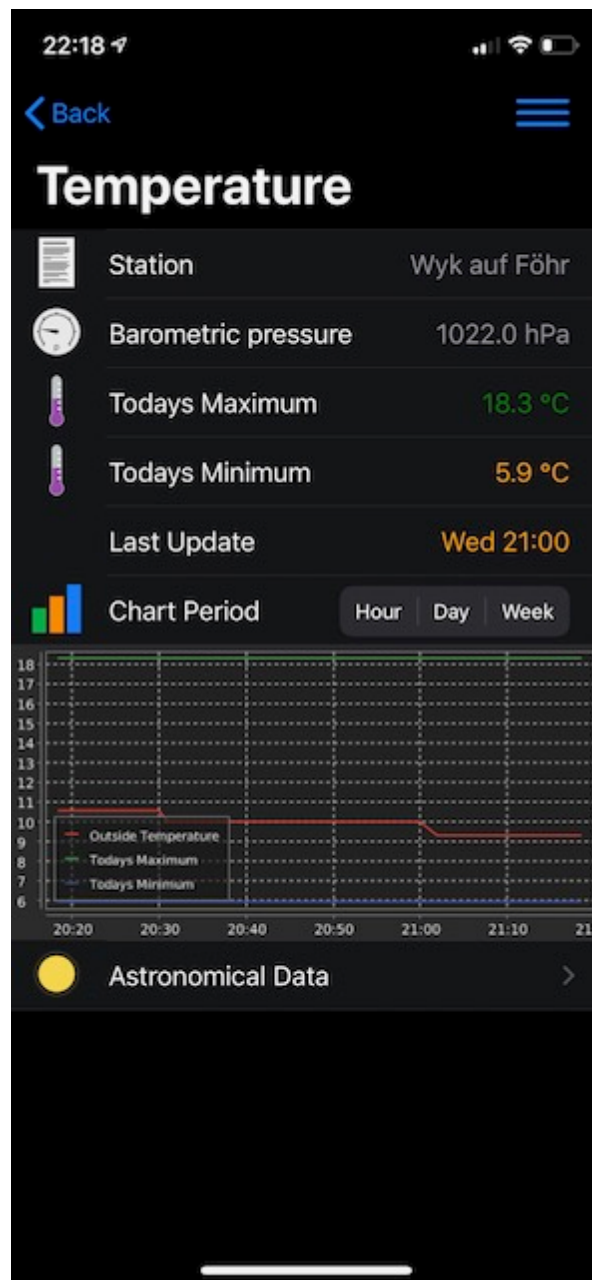 22:18
Back
Temperature
Station Wyk auf Föhr
Barometric pressure 1022.0 hPa
Todays Maximum 18.3 °C
Todays Minimum 5.9 °C
Last Update Wed 21:00
Chart Period Hour Day Week
18
17
16
15
14
13
12
11
10
9
8
7
6
Outside Temperature
Todays Maximum
Todays Minimum
20:20 20:30 20:40 20:50 21:00 21:10 21
Astronomical Data